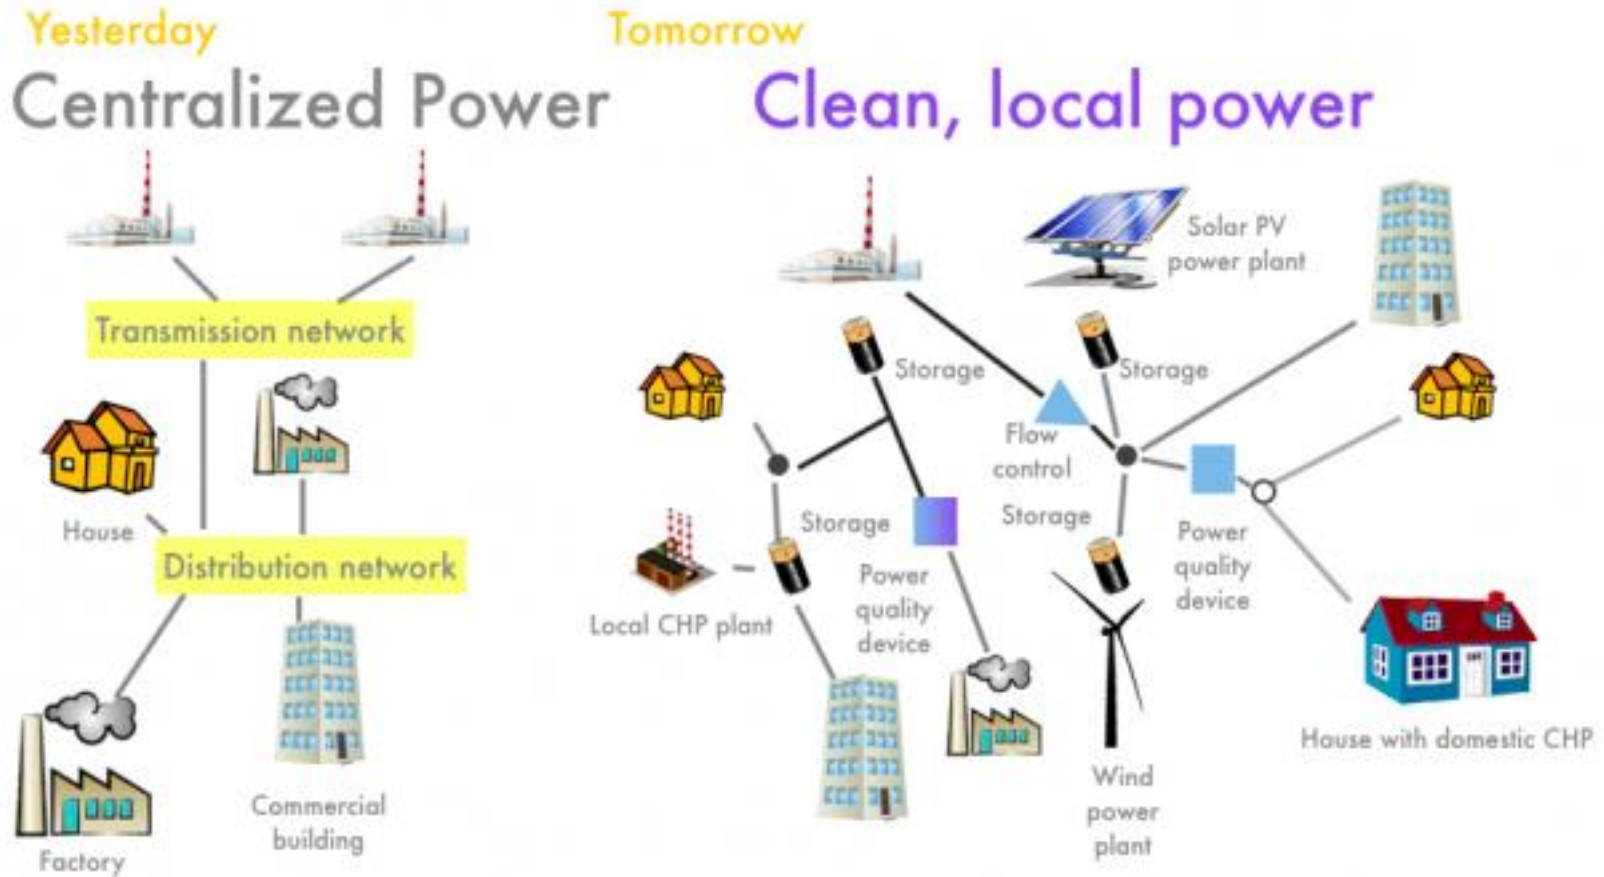 Yesterday
Centralized Power
Transmission network
House
Distribution network
Commercial
building
Factory
Tomorrow
Clean, local power
Solar PV
power plant
Storage
Storage
Flow
control
Storage
Storage
Power
quality
device
Power
quality
device
Local CHP plant
Wind
power
plant
House with domestic CHP